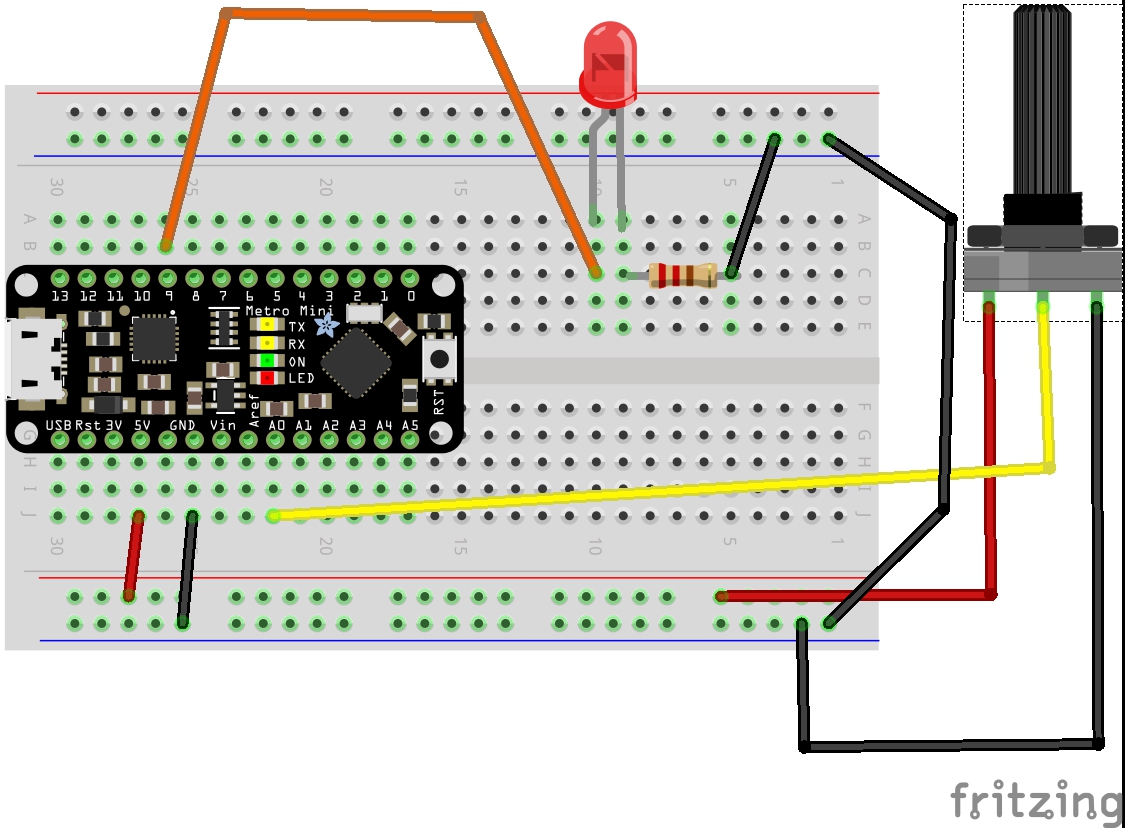 30 25 20 15 10 5 1
A A
B B
C C
D D
E E
13 12 11 10 9 8 7 6 5 4 3 2 1 0
Metro Mini
TX
RX
ON
LED
Aref
RST
USB Rst 3V 5V GND Vin A0 A1 A2 A3 A4 A5
F F
G G
H H
I I
J J
30 25 20 15 10 5 1
fritzing